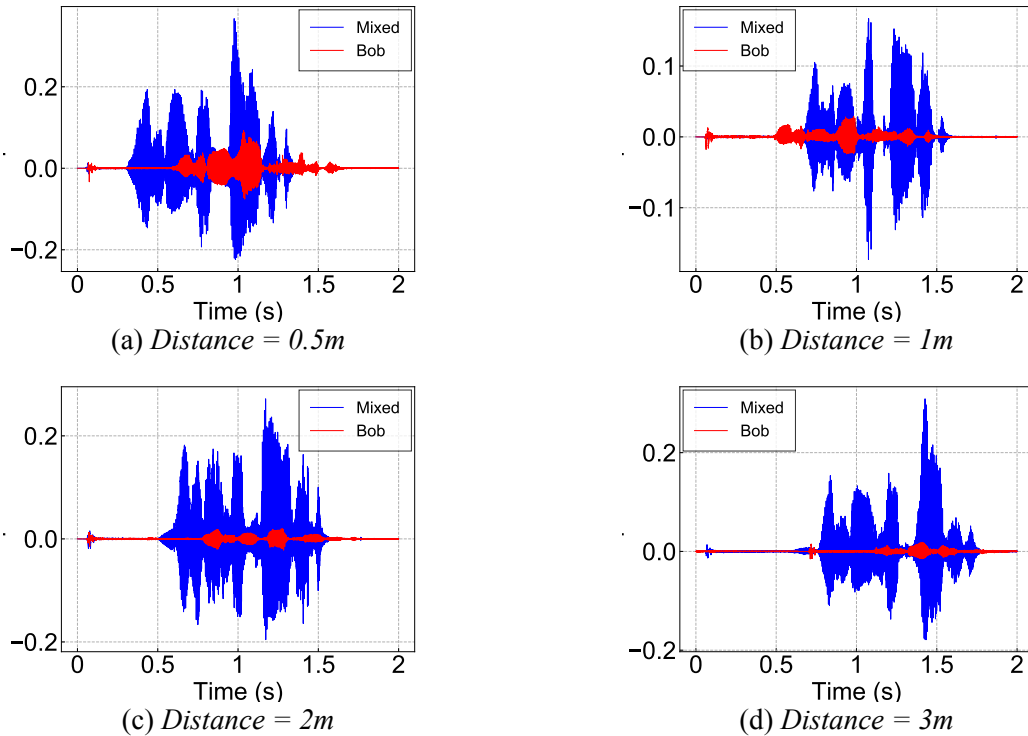 Mixed
Bob
0.2
0.0
−0.2
0 0.5 1 1.5 2
Time (s)
(a) Distance = 0.5m
Mixed
Bob
0.1
0.0
−0.1
0 0.5 1 1.5 2
Time (s)
(b) Distance = 1m
Mixed
Bob
0.2
0.0
−0.2
0 0.5 1 1.5 2
Time (s)
(c) Distance = 2m
Mixed
Bob
0.2
0.0
−0.2
0 0.5 1 1.5 2
Time (s)
(d) Distance = 3m